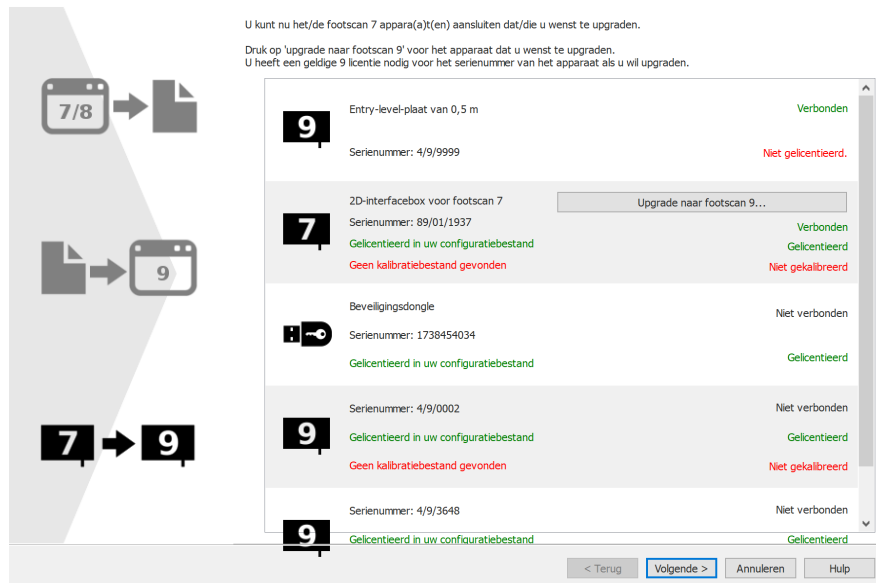 U kunt nu het/de footscan 7 appara(a)t(en) aansluiten dat/die u wenst te upgraden.
Druk op 'upgrade naar footscan 9' voor het apparaat dat u wenst te upgraden.
U heeft een geldige 9 licentie nodig voor het serienummer van het apparaat als u wil upgraden.
7/8
9
7
9
9
Entry-level-plaat van 0,5 m
Verbonden
Serienummer: 4/9/9999
Niet gelicentieerd.
7
2D-interfacebox voor footscan 7
Upgrade naar footscan 9...
Serienummer: 89/01/1937
Verbonden
Gelicentieerd in uw configuratiebestand
Gelicentieerd
Geen kalibratiebestand gevonden
Niet gekalibreerd
Beveiligingsdongle
Niet verbonden
Serienummer: 1738454034
Gelicentieerd in uw configuratiebestand
Gelicentieerd
9
Serienummer: 4/9/0002
Niet verbonden
Gelicentieerd in uw configuratiebestand
Gelicentieerd
Geen kalibratiebestand gevonden
Niet gekalibreerd
9
Serienummer: 4/9/3648
Niet verbonden
Gelicentieerd in uw configuratiebestand
Gelicentieerd
< Terug
Volgende >
Annuleren
Hulp